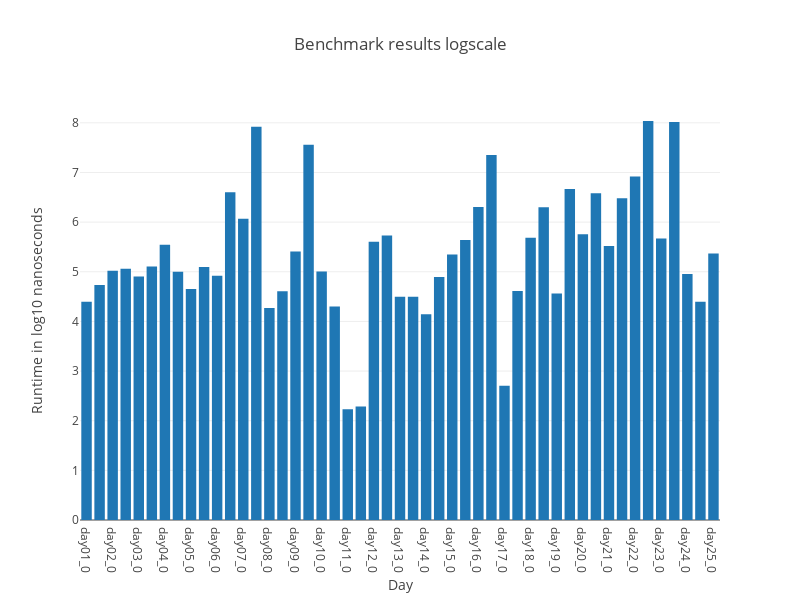 Benchmark results logscale
8
7
6
5
4
3
2
1
0
Runtime in log10 nanoseconds
day01_0
day02_0
day03_0
day04_0
day05_0
day06_0
day07_0
day08_0
day09_0
day10_0
day11_0
day12_0
day13_0
day14_0
day15_0
day16_0
day17_0
day18_0
day19_0
day20_0
day21_0
day22_0
day23_0
day24_0
day25_0
Day